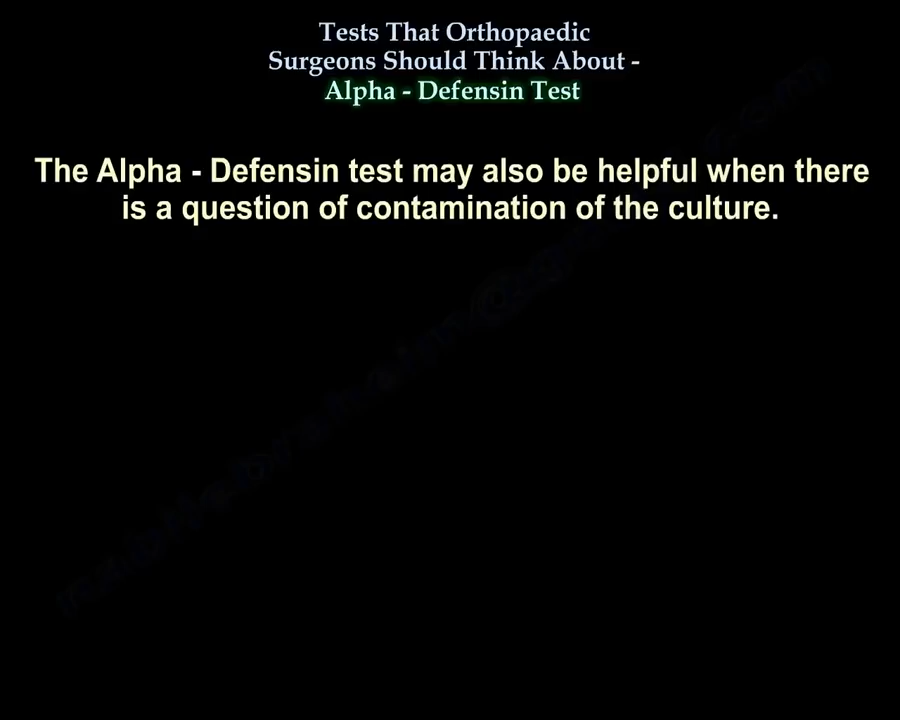 Tests That Orthopaedic
Surgeons Should Think About -
Alpha - Defensin Test
The Alpha - Defensin test may also be helpful when there
is a question of contamination of the culture.